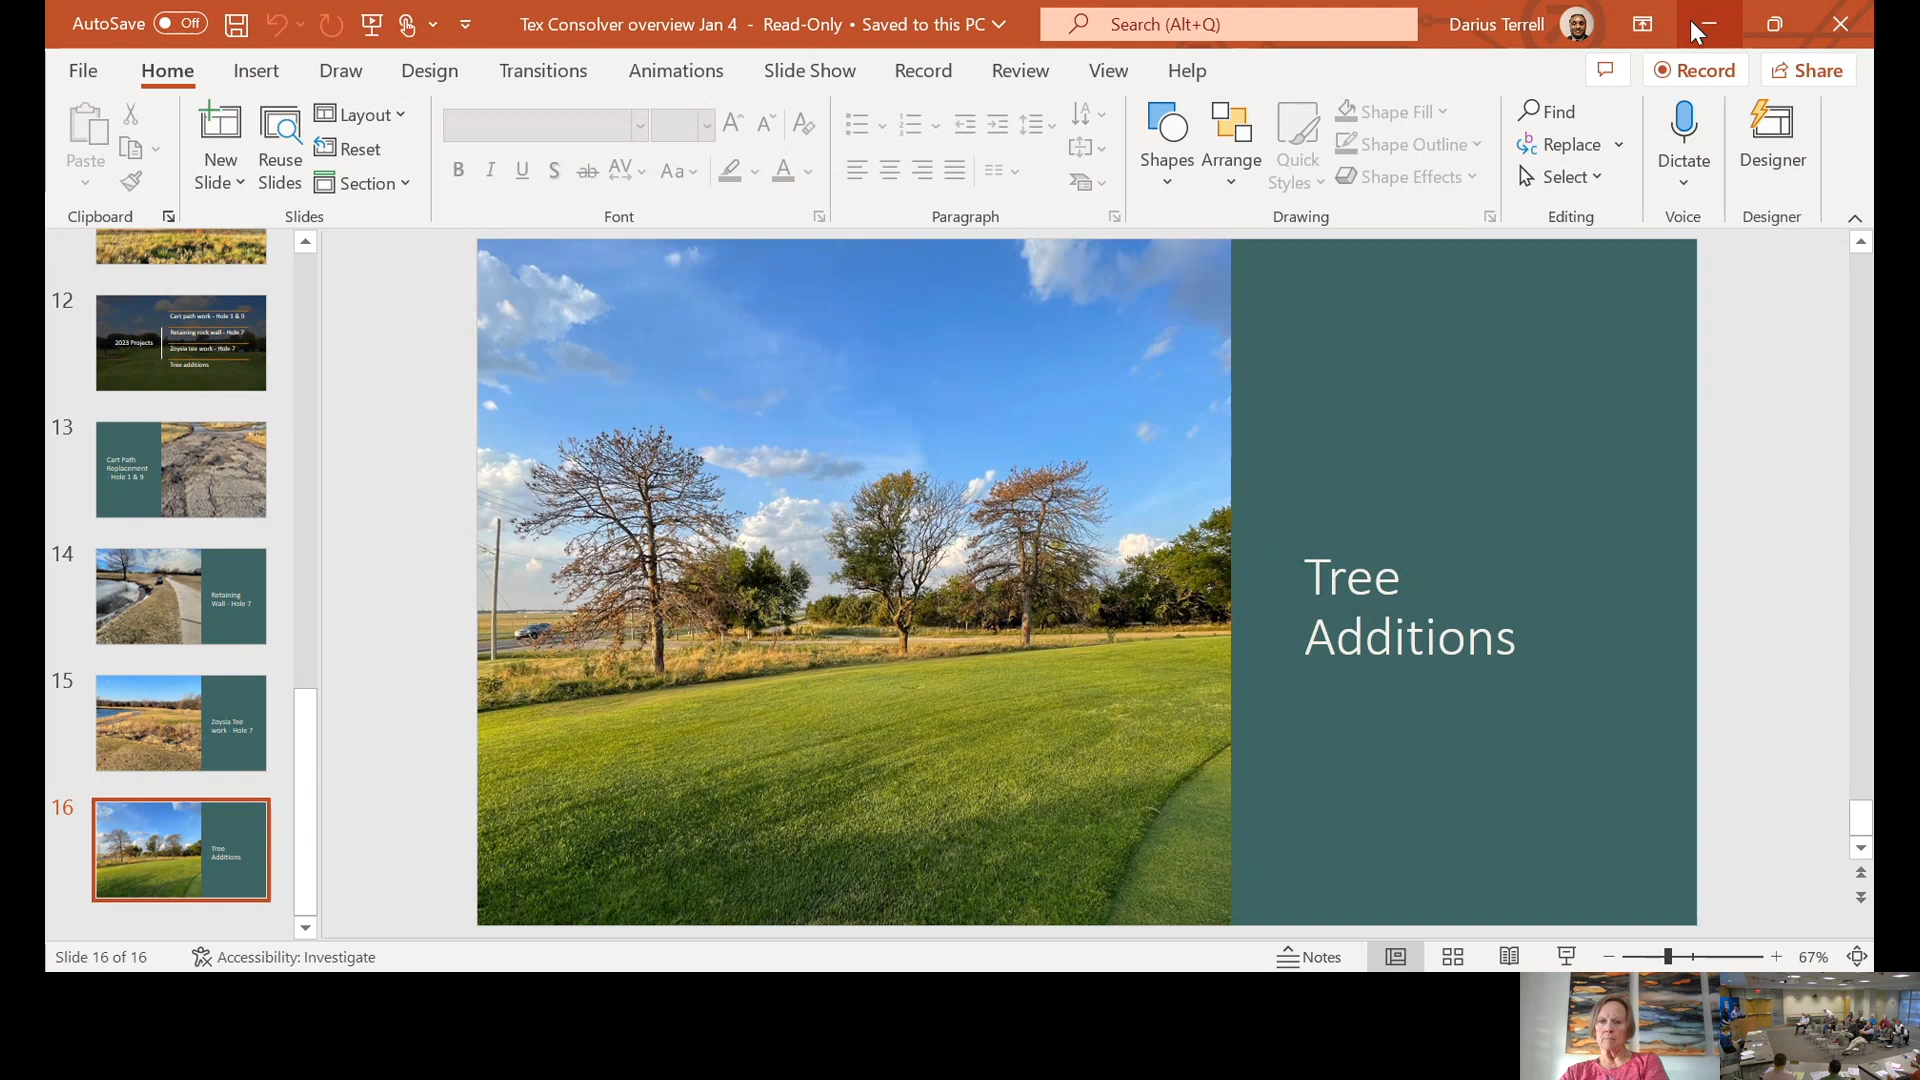 AutoSave Off Tex Consolver overview Jan 4 - Read-Only • Saved to this PC Search (Alt+Q) Darius Terrell
File Home Insert Draw Design Transitions Animations Slide Show Record Review View Help Record Share
Paste
New Slide
Reuse Slides
Layout
Reset
Section
B I U S ab AV Aa A
Shapes
Arrange
Quick Styles
Shape Fill
Shape Outline
Shape Effects
Find
Replace
Select
Dictate
Designer
Clipboard Slides Font Paragraph Drawing Editing Voice Designer
12
2023 Projects
Cart path work - Hole 1 & 9
Retaining rock wall - Hole 7
Zoysia tee work - Hole 7
Tree additions
13
Cart Path
Replacement
- Hole 1 & 9
14
Retaining
Wall - Hole 7
15
Zoysia Tee
work - Hole 7
16
Tree
Additions
Tree
Additions
Slide 16 of 16 Accessibility: Investigate Notes 67%